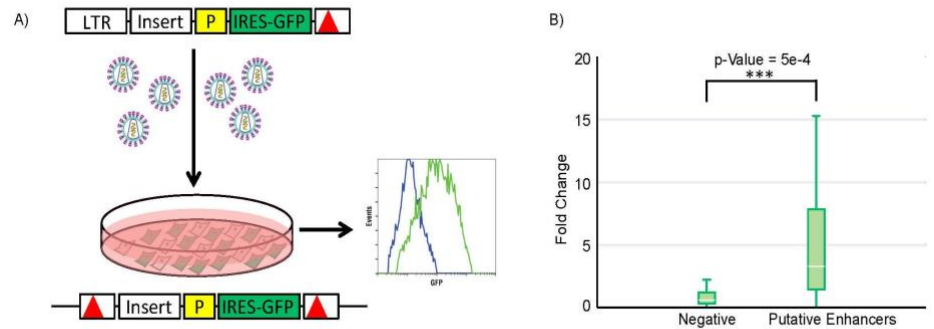 A)
LTR Insert P IRES-GFP
Events
GFP
Insert P IRES-GFP
B)
p-Value = 5e-4
***
Fold Change
20
15
10
5
0
Negative Putative Enhancers